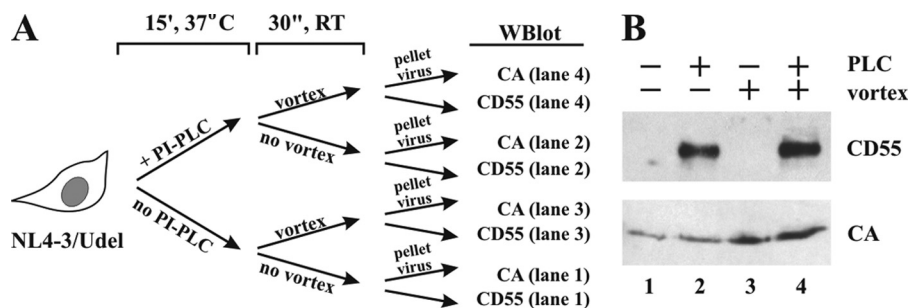 A
15', 37°C
30", RT
WBlot
pellet
virus
vortex
CA (lane 4)
CD55 (lane 4)
+ PI-PLC
no vortex
pellet
virus
CA (lane 2)
CD55 (lane 2)
NL4-3/Udel
no PI-PLC
vortex
pellet
virus
CA (lane 3)
CD55 (lane 3)
no vortex
pellet
virus
CA (lane 1)
CD55 (lane 1)
B
– + – + PLC
– – + + vortex
CD55
CA
1 2 3 4